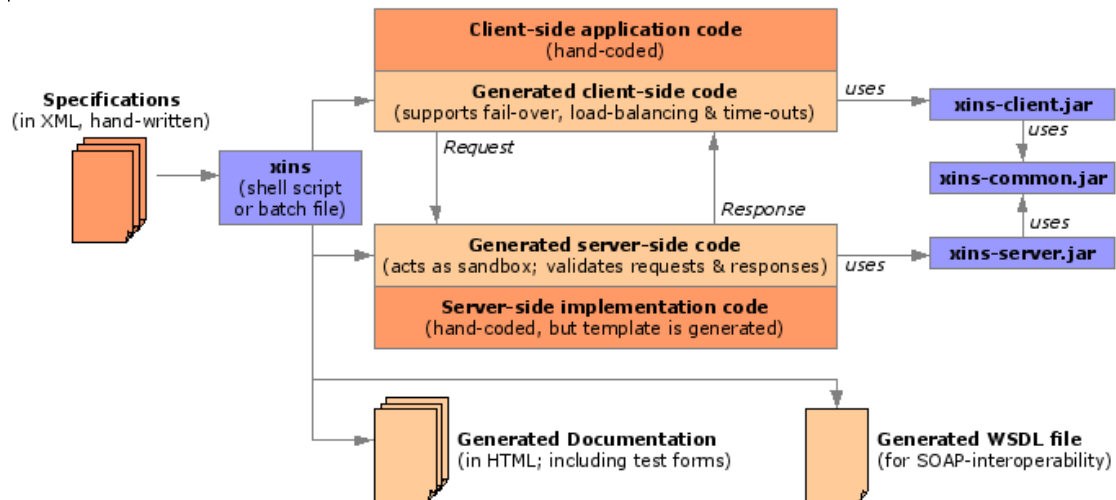 Client-side application code
(hand-coded)
Generated client-side code
(supports fail-over, load-balancing & time-outs)
uses
xins-client.jar
uses
Specifications
(in XML, hand-written)
Request
xins
(shell script
or batch file)
xins-common.jar
Response
uses
Generated server-side code
(acts as sandbox; validates requests & responses)
uses
xins-server.jar
Server-side implementation code
(hand-coded, but template is generated)
Generated Documentation
(in HTML; including test forms)
Generated WSDL file
(for SOAP-interoperability)